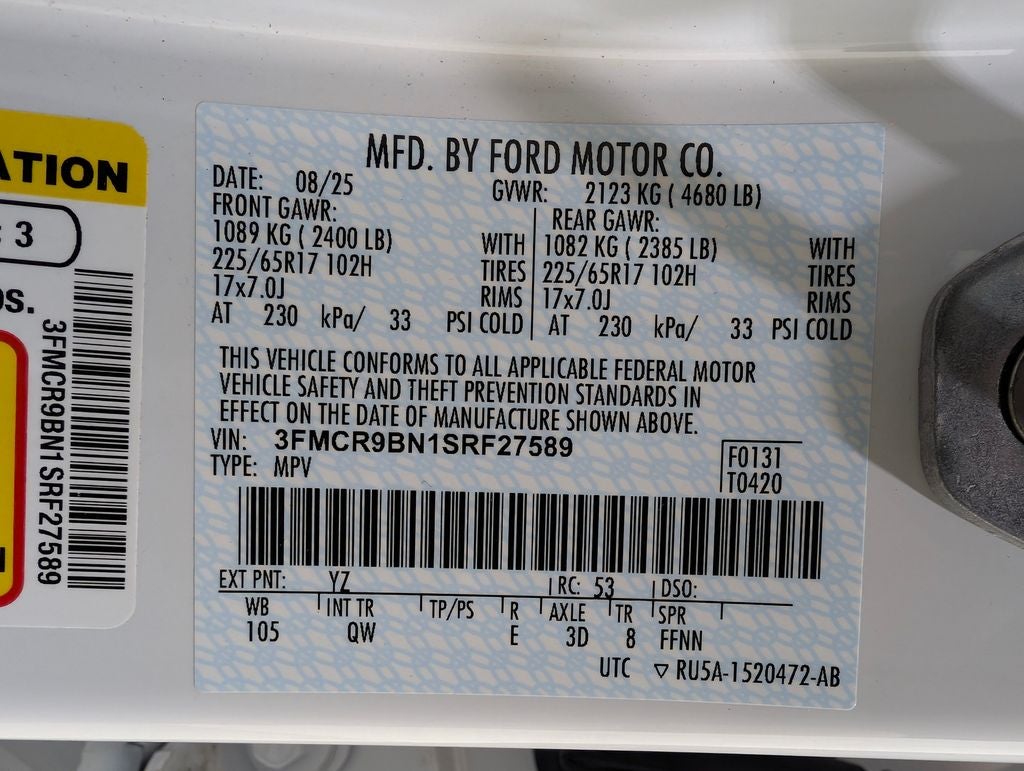 ATION
: 3
3FMCR9BN1SRF27589
MFD. BY FORD MOTOR CO.
DATE: 08/25 GVWR: 2123 KG ( 4680 LB)
FRONT GAWR: REAR GAWR:
1089 KG ( 2400 LB) WITH 1082 KG ( 2385 LB) WITH
225/65R17 102H TIRES 225/65R17 102H TIRES
17x7.0J RIMS 17x7.0J RIMS
AT 230 kPa/ 33 PSI COLD AT 230 kPa/ 33 PSI COLD
THIS VEHICLE CONFORMS TO ALL APPLICABLE FEDERAL MOTOR
VEHICLE SAFETY AND THEFT PREVENTION STANDARDS IN
EFFECT ON THE DATE OF MANUFACTURE SHOWN ABOVE.
VIN: 3FMCR9BN1SRF27589
TYPE: MPV
F0131
T0420
EXT PNT: YZ RC: 53 DSO:
WB INT TR TP/PS R AXLE TR SPR
105 QW E 3D 8 FFNN
UTC ▽ RU5A-1520472-AB